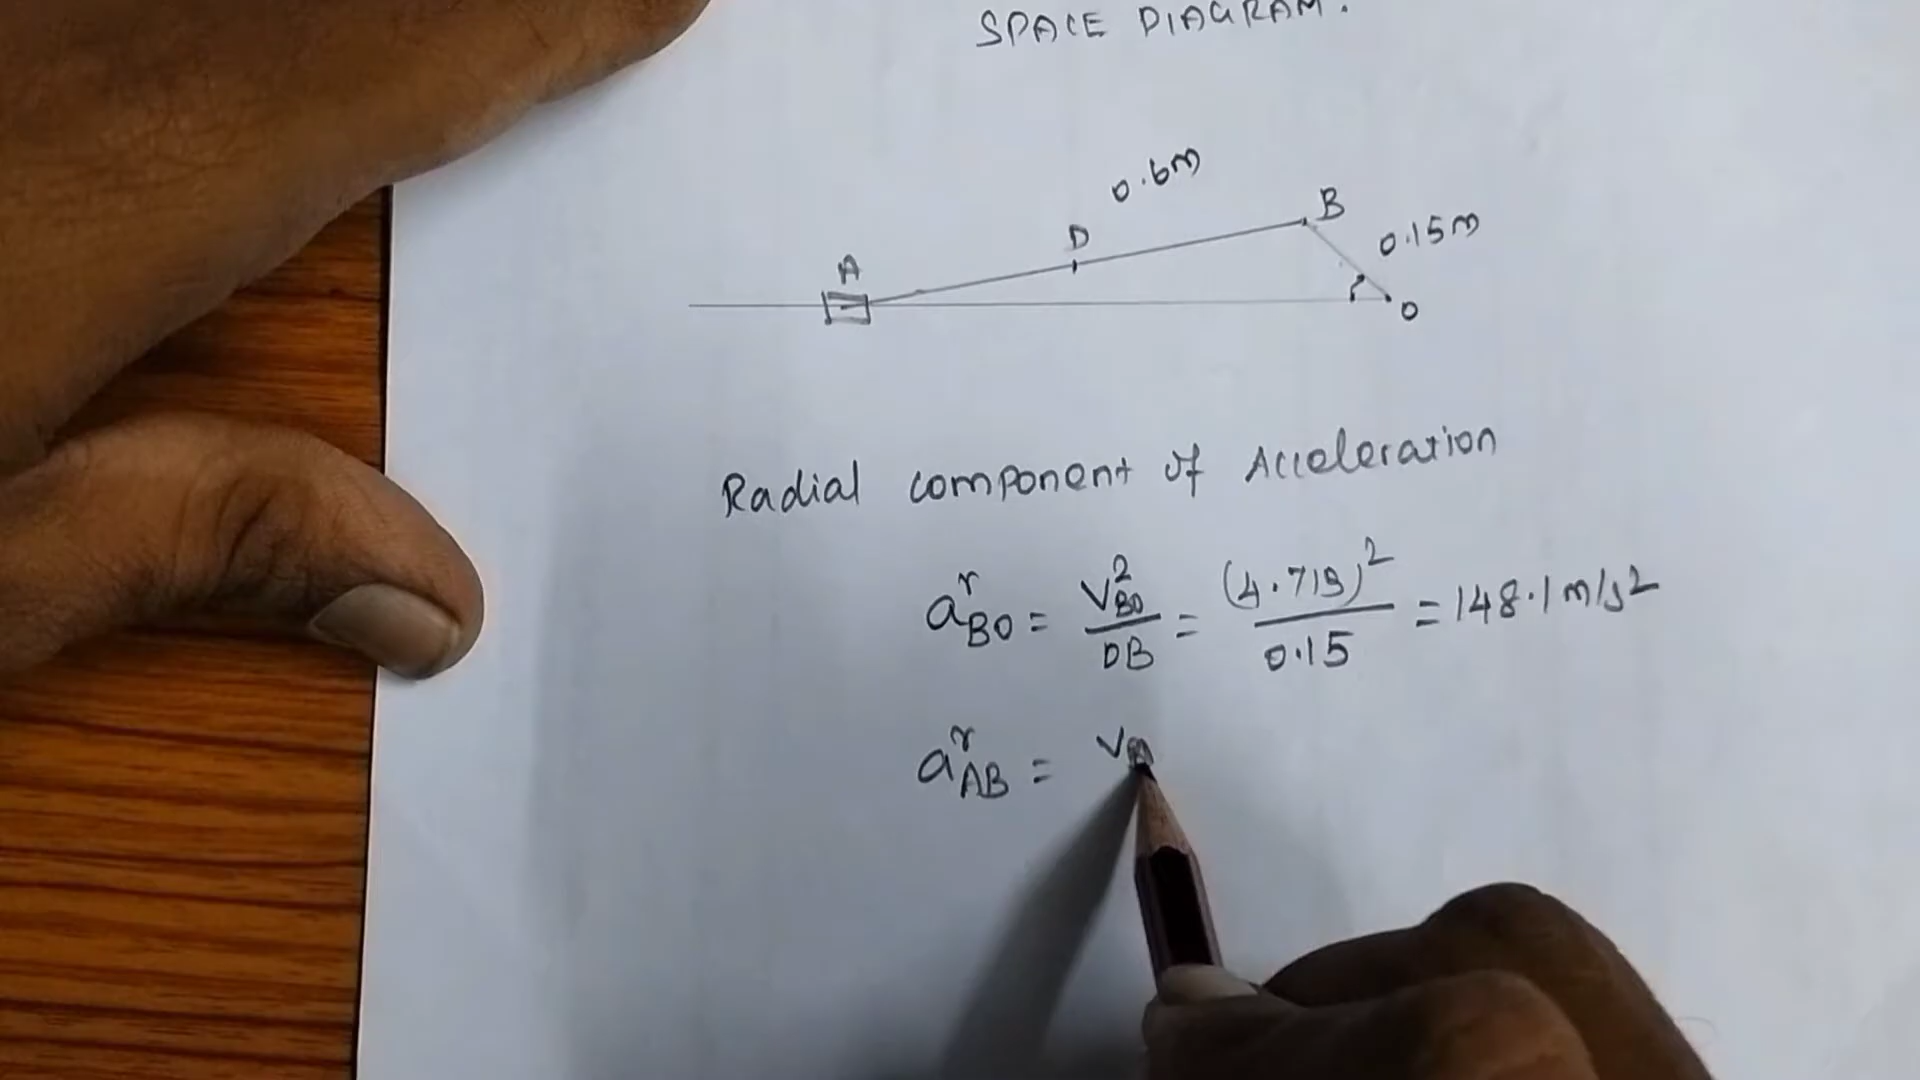 SPACE DIAGRAM.
0.6m
B
0.15m
D
A
O
Radial component of Acceleration
a^r_BO = V^2_BO / OB = (4.713)^2 / 0.15 = 148.1 m/s^2
a^r_AB = V